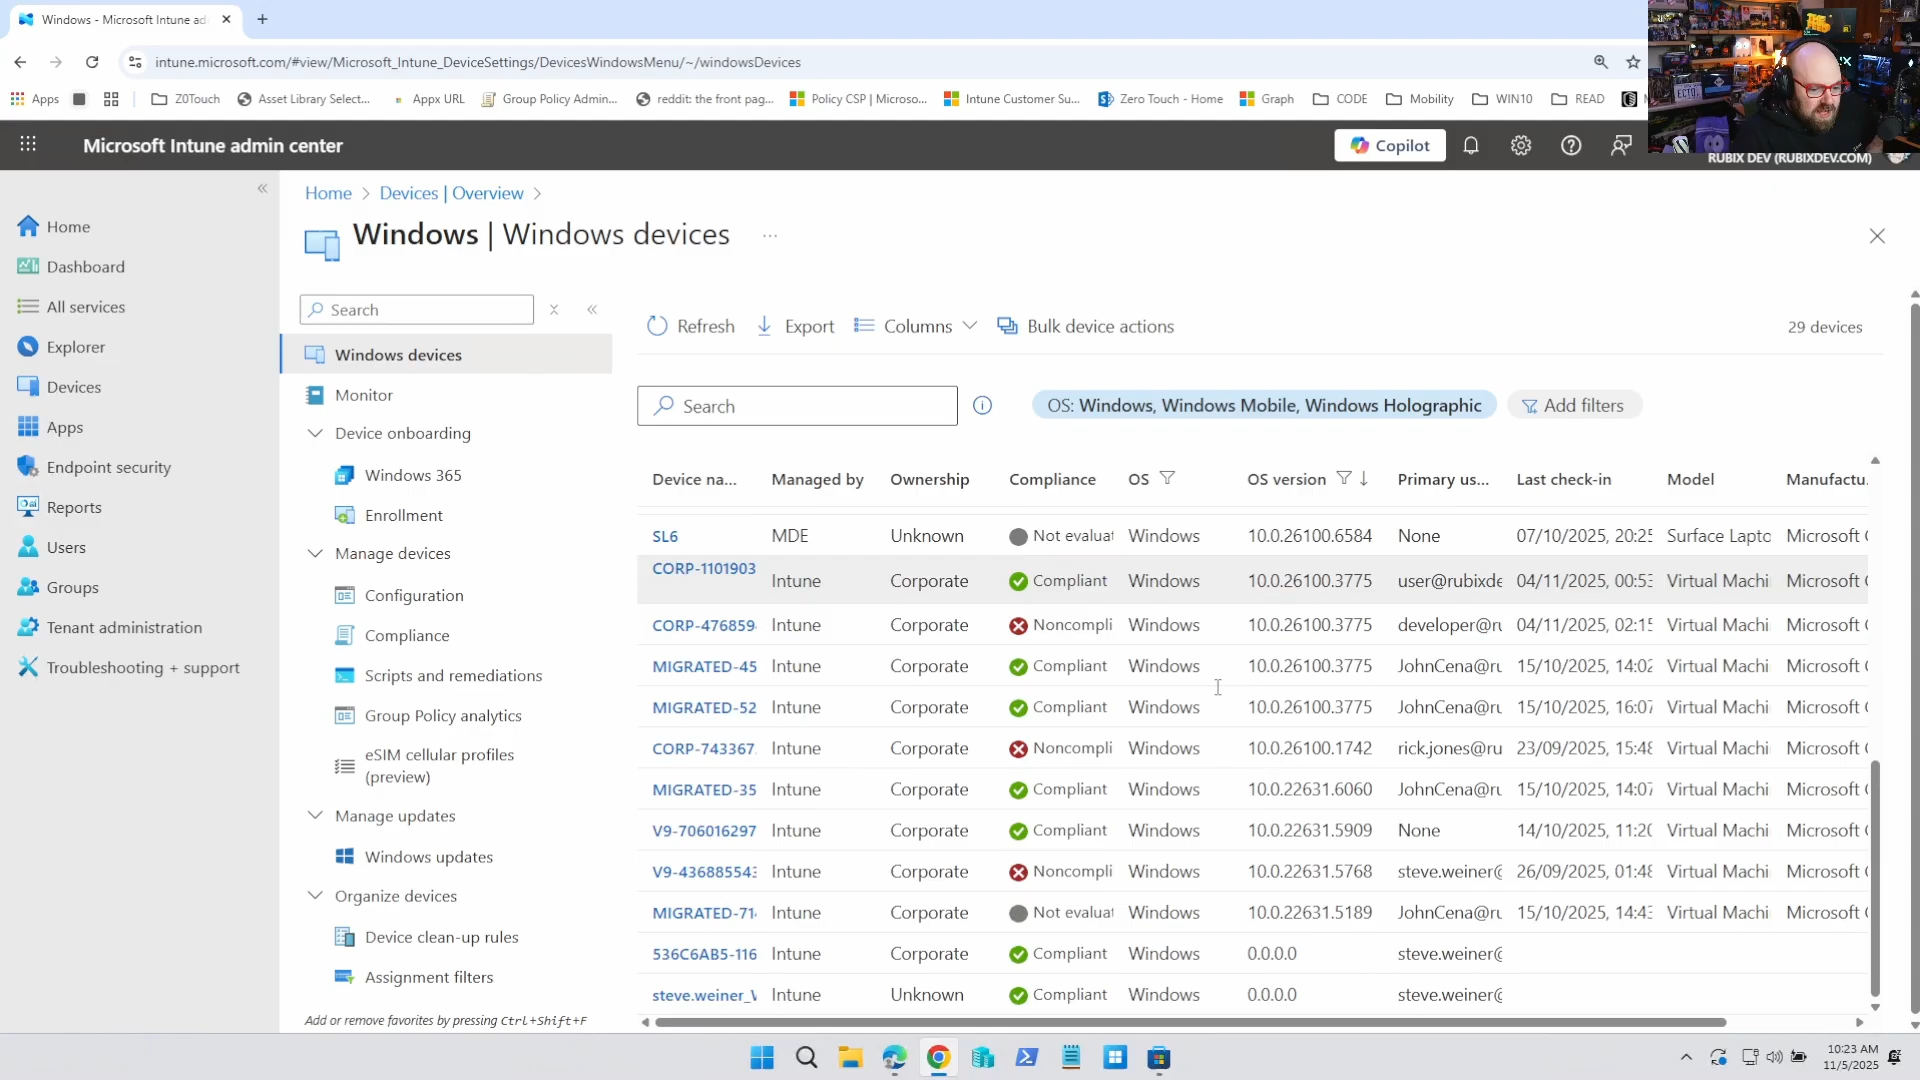 Windows - Microsoft Intune ad
intune.microsoft.com/#view/Microsoft_Intune_DeviceSettings/DevicesWindowsMenu/~/windowsDevices
Apps
Z0Touch
Asset Library Select...
Appx URL
Group Policy Admin...
reddit: the front pag...
Policy CSP | Microso...
Intune Customer Su...
Zero Touch - Home
Graph
CODE
Mobility
WIN10
READ
Microsoft Intune admin center
Copilot
RUBIX DEV (RUBIXDEV.COM)
Home
Dashboard
All services
Explorer
Devices
Apps
Endpoint security
Reports
Users
Groups
Tenant administration
Troubleshooting + support
Home > Devices | Overview >
Windows | Windows devices
Search
Windows devices
Monitor
Device onboarding
Windows 365
Enrollment
Manage devices
Configuration
Compliance
Scripts and remediations
Group Policy analytics
eSIM cellular profiles
(preview)
Manage updates
Windows updates
Organize devices
Device clean-up rules
Assignment filters
Add or remove favorites by pressing Ctrl+Shift+F
Refresh Export Columns Bulk device actions 29 devices
Search OS: Windows, Windows Mobile, Windows Holographic Add filters
Device na... Managed by Ownership Compliance OS OS version Primary us... Last check-in Model Manufactu.
SL6 MDE Unknown Not evaluat Windows 10.0.26100.6584 None 07/10/2025, 20:25 Surface Lapto Microsoft
CORP-1101903 Intune Corporate Compliant Windows 10.0.26100.3775 user@rubixde 04/11/2025, 00:53 Virtual Machi Microsoft
CORP-476859 Intune Corporate Noncompli Windows 10.0.26100.3775 developer@ru 04/11/2025, 02:15 Virtual Machi Microsoft
MIGRATED-45 Intune Corporate Compliant Windows 10.0.26100.3775 JohnCena@ru 15/10/2025, 14:02 Virtual Machi Microsoft
MIGRATED-52 Intune Corporate Compliant Windows 10.0.26100.3775 JohnCena@ru 15/10/2025, 16:07 Virtual Machi Microsoft
CORP-743367 Intune Corporate Noncompli Windows 10.0.26100.1742 rick.jones@ru 23/09/2025, 15:48 Virtual Machi Microsoft
MIGRATED-35 Intune Corporate Compliant Windows 10.0.22631.6060 JohnCena@ru 15/10/2025, 14:07 Virtual Machi Microsoft
V9-706016297 Intune Corporate Compliant Windows 10.0.22631.5909 None 14/10/2025, 11:20 Virtual Machi Microsoft
V9-436885543 Intune Corporate Noncompli Windows 10.0.22631.5768 steve.weiner@ 26/09/2025, 01:48 Virtual Machi Microsoft
MIGRATED-71 Intune Corporate Not evaluat Windows 10.0.22631.5189 JohnCena@ru 15/10/2025, 14:43 Virtual Machi Microsoft
536C6AB5-116 Intune Corporate Compliant Windows 0.0.0.0 steve.weiner@
steve.weiner_ Intune Unknown Compliant Windows 0.0.0.0 steve.weiner@
10:23 AM
11/5/2025